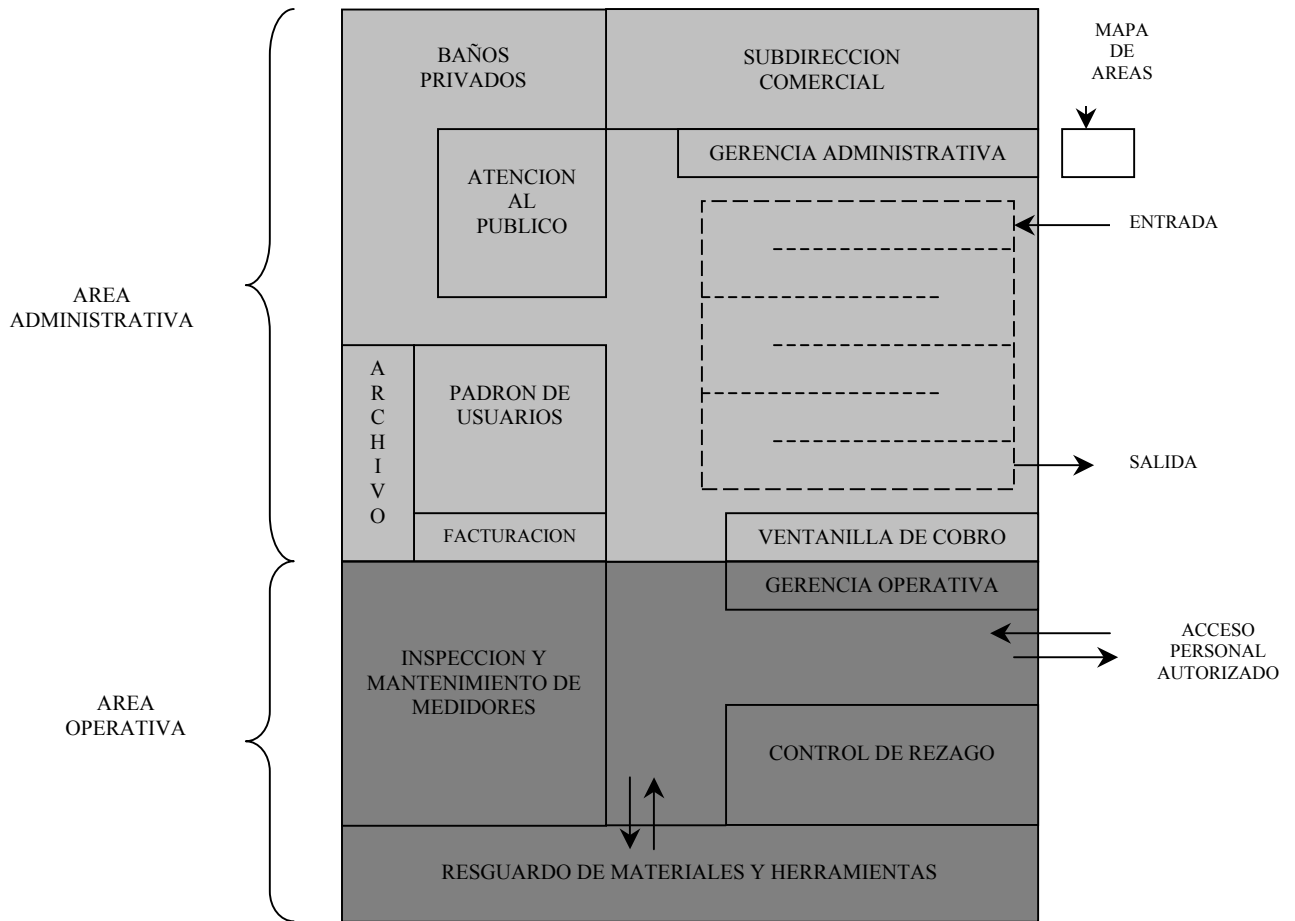 BAÑOS
PRIVADOS
SUBDIRECCION
COMERCIAL
MAPA
DE
AREAS
GERENCIA ADMINISTRATIVA
ATENCION
AL
PUBLICO
ENTRADA
AREA
ADMINISTRATIVA
A
R
C
H
I
V
O
PADRON DE
USUARIOS
SALIDA
FACTURACION
VENTANILLA DE COBRO
GERENCIA OPERATIVA
ACCESO
PERSONAL
AUTORIZADO
INSPECCION Y
MANTENIMIENTO DE
MEDIDORES
AREA
OPERATIVA
CONTROL DE REZAGO
RESGUARDO DE MATERIALES Y HERRAMIENTAS